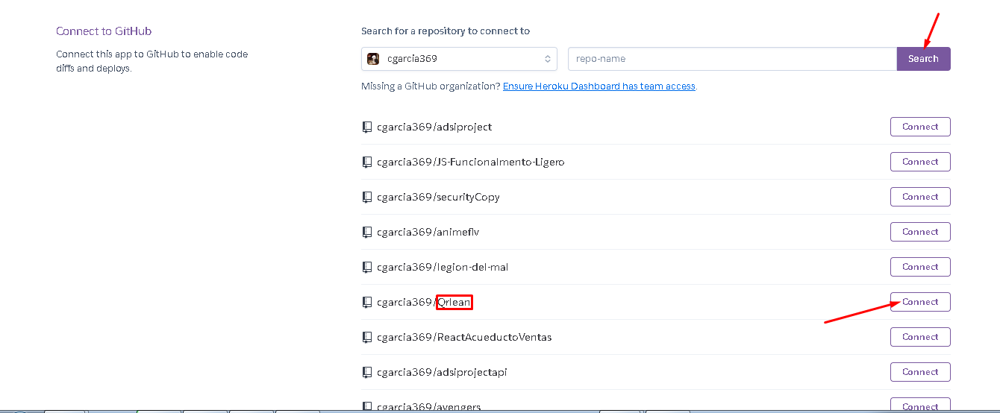 Connect to GitHub
Connect this app to GitHub to enable code
diffs and deploys.
Search for a repository to connect to
cgarcia369
repo-name
Search
Missing a GitHub organization? Ensure Heroku Dashboard has team access.
cgarcia369/adsiproject Connect
cgarcia369/JS-Funcionalmento-Ligero Connect
cgarcia369/securityCopy Connect
cgarcia369/animeflv Connect
cgarcia369/legion-del-mal Connect
cgarcia369/Qrlean Connect
cgarcia369/ReactAcueductoVentas Connect
cgarcia369/adsiprojectapi Connect
cgarcia369/avengers Connect